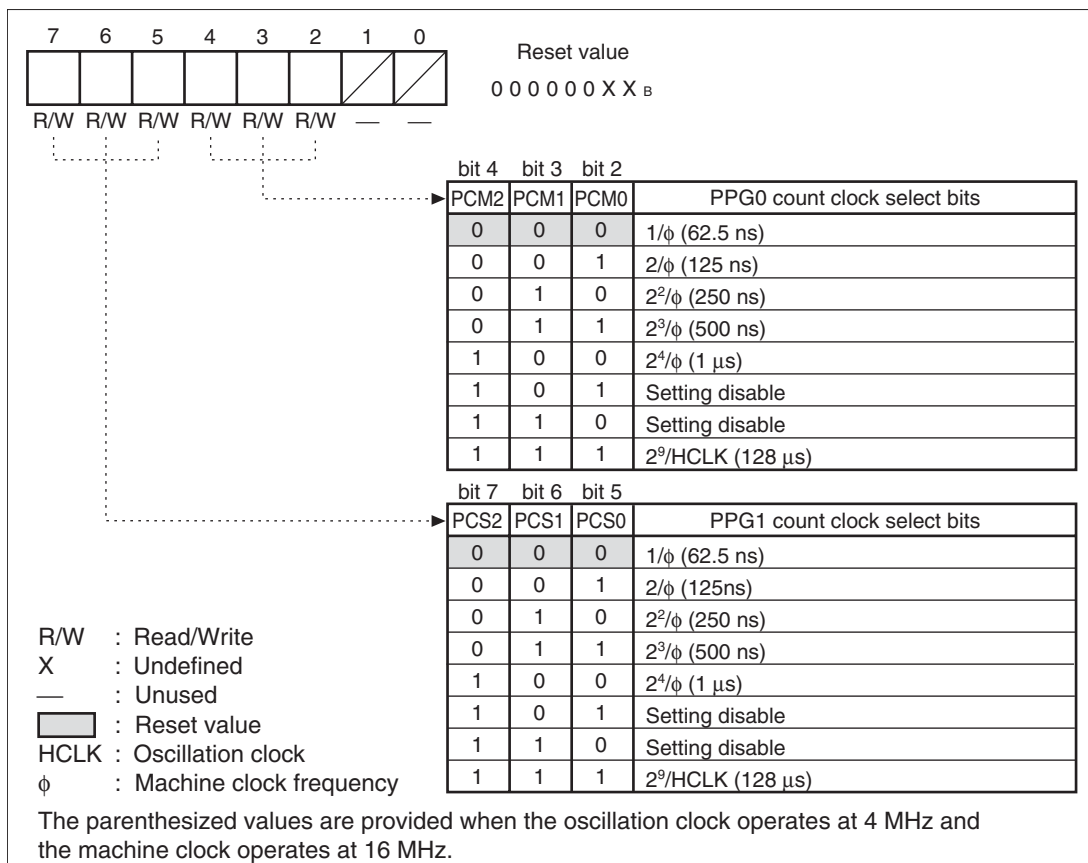 7 6 5 4 3 2 1 0
Reset value
0 0 0 0 0 0 X X B
R/W R/W R/W R/W R/W R/W — —
bit 4 bit 3 bit 2
PCM2 PCM1 PCM0 PPG0 count clock select bits
0 0 0 1/ϕ (62.5 ns)
0 0 1 2/ϕ (125 ns)
0 1 0 2²/ϕ (250 ns)
0 1 1 2³/ϕ (500 ns)
1 0 0 2⁴/ϕ (1 μs)
1 0 1 Setting disable
1 1 0 Setting disable
1 1 1 2⁹/HCLK (128 μs)
bit 7 bit 6 bit 5
PCS2 PCS1 PCS0 PPG1 count clock select bits
0 0 0 1/ϕ (62.5 ns)
0 0 1 2/ϕ (125ns)
0 1 0 2²/ϕ (250 ns)
0 1 1 2³/ϕ (500 ns)
1 0 0 2⁴/ϕ (1 μs)
1 0 1 Setting disable
1 1 0 Setting disable
1 1 1 2⁹/HCLK (128 μs)
R/W : Read/Write
X : Undefined
— : Unused
: Reset value
HCLK : Oscillation clock
ϕ : Machine clock frequency
The parenthesized values are provided when the oscillation clock operates at 4 MHz and
the machine clock operates at 16 MHz.